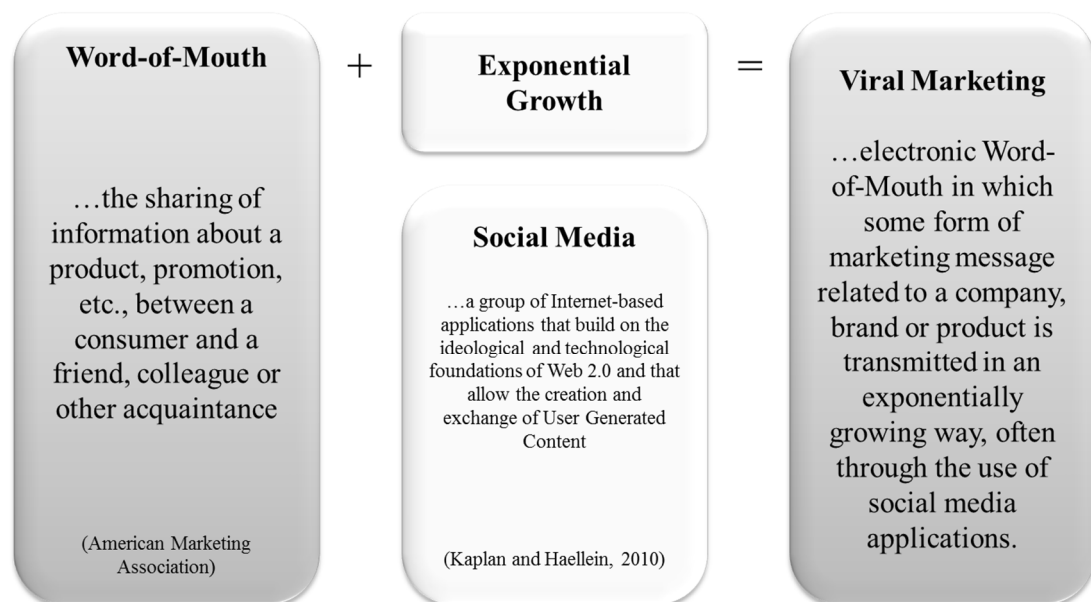 Word-of-Mouth
…the sharing of
information about a
product, promotion,
etc., between a
consumer and a
friend, colleague or
other acquaintance
(American Marketing
Association)
+
Exponential
Growth
Social Media
…a group of Internet-based
applications that build on the
ideological and technological
foundations of Web 2.0 and that
allow the creation and
exchange of User Generated
Content
(Kaplan and Haellein, 2010)
=
Viral Marketing
…electronic Word-
of-Mouth in which
some form of
marketing message
related to a company,
brand or product is
transmitted in an
exponentially
growing way, often
through the use of
social media
applications.